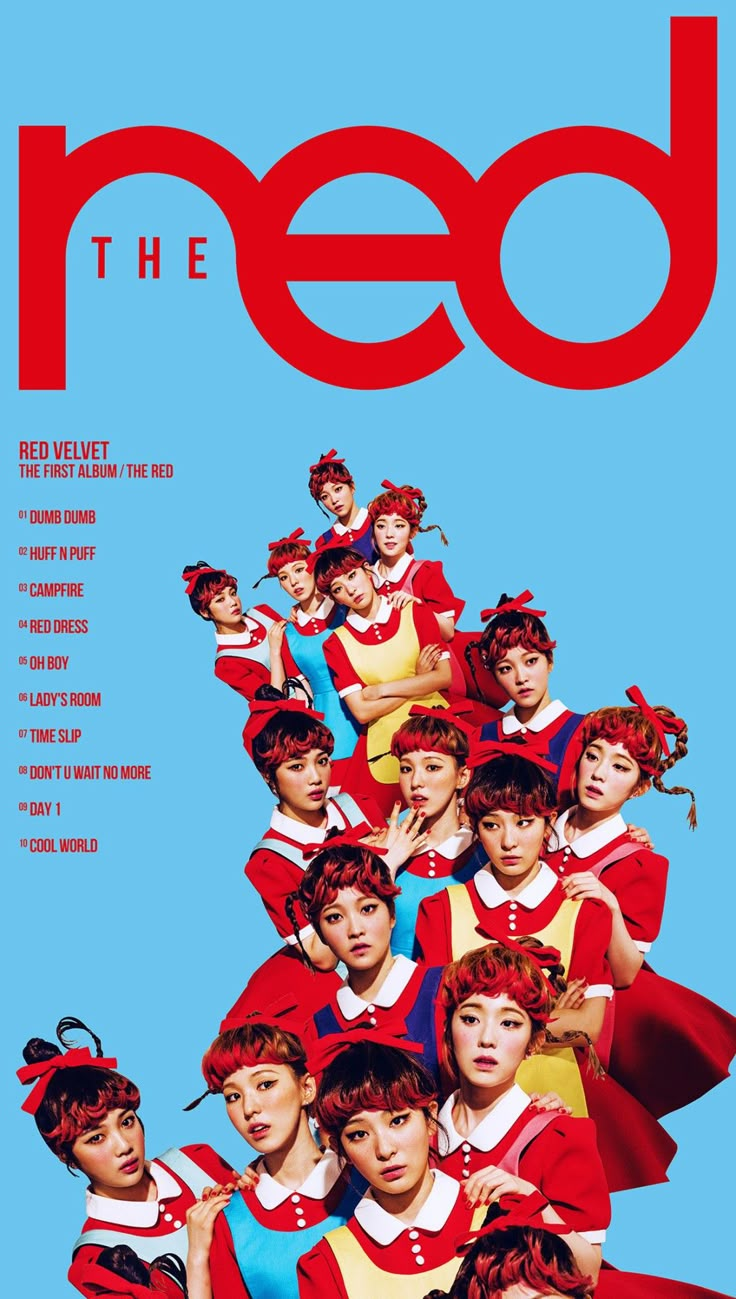 THE
red
RED VELVET
THE FIRST ALBUM / THE RED
01 DUMB DUMB
02 HUFF N PUFF
03 CAMPFIRE
04 RED DRESS
05 OH BOY
06 LADY'S ROOM
07 TIME SLIP
08 DON'T U WAIT NO MORE
09 DAY 1
10 COOL WORLD